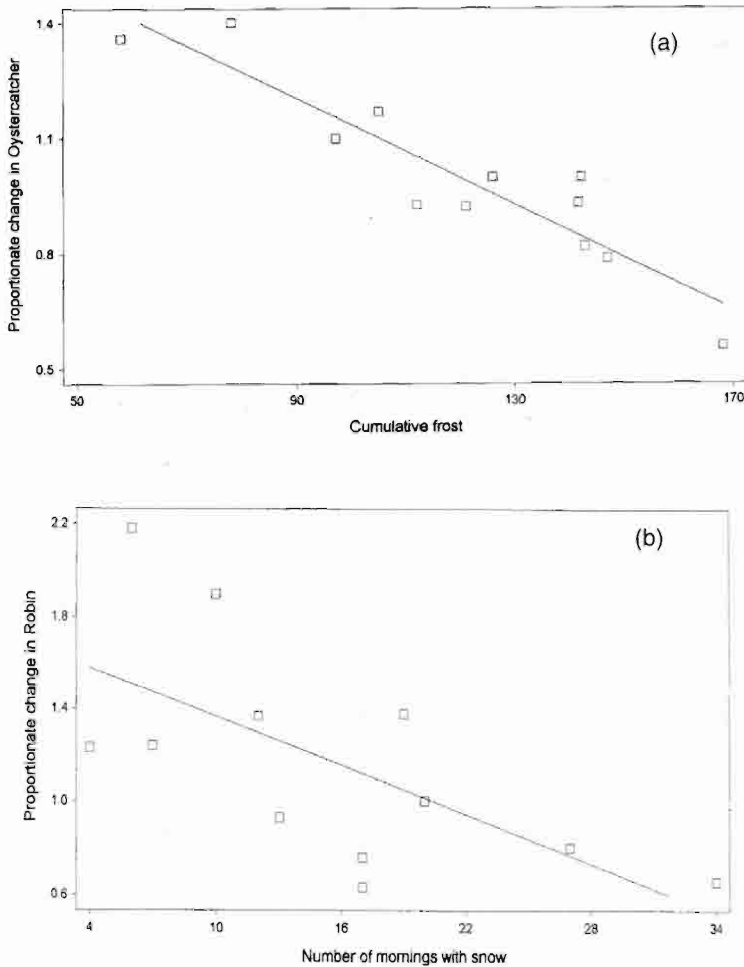 (a)
Proportionate change in Oystercatcher
1.4
1.1
0.8
0.5
50 90 130 170
Cumulative frost
(b)
Proportionate change in Robin
2.2
1.8
1.4
1.0
0.6
4 10 16 22 28 34
Number of mornings with snow